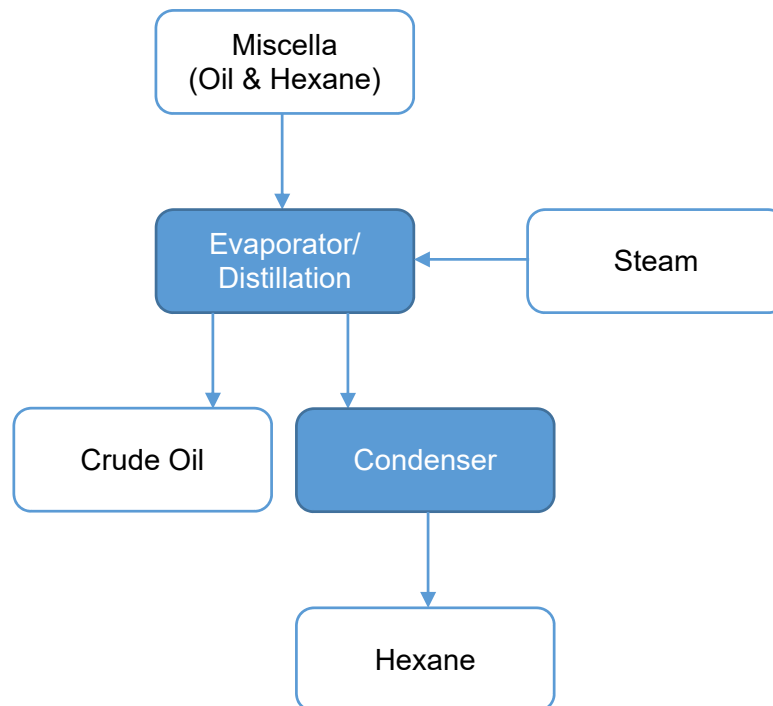 Miscella
(Oil & Hexane)
Evaporator/
Distillation
Steam
Crude Oil
Condenser
Hexane